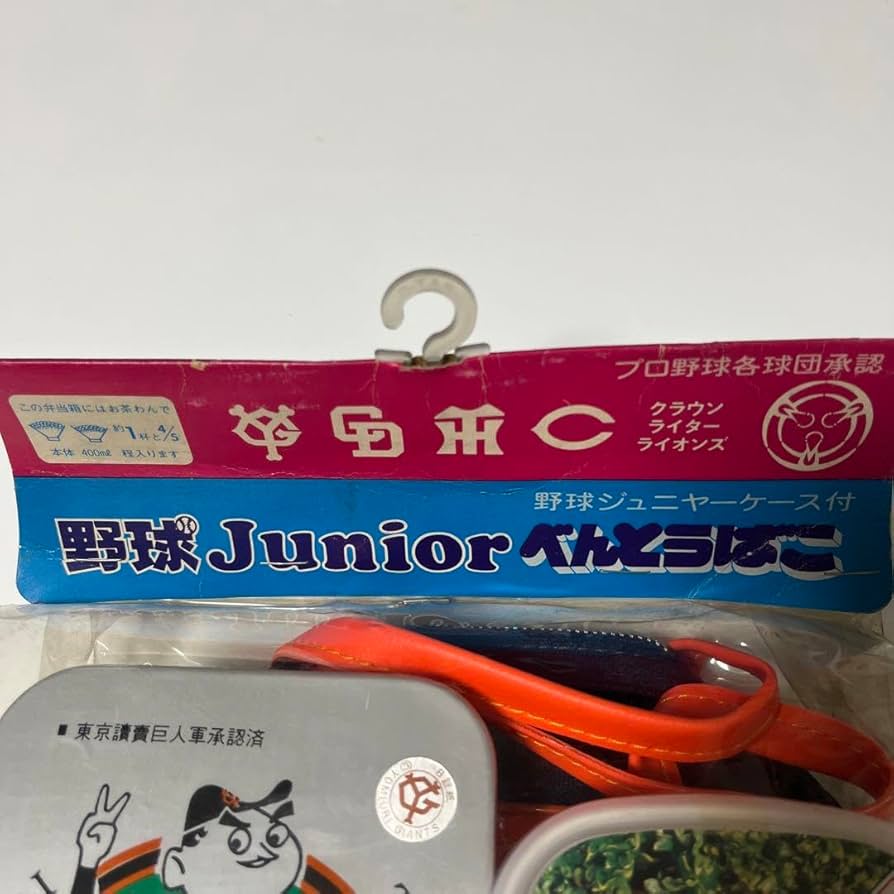 プロ野球各球団承認
この弁当箱にはお茶わんで
約1杯と4/5
本体 400ml 程入ります
YG CD HT C
クラウン
ライター
ライオンズ
野球ジュニヤーケース付
野球Juniorべんとうばこ
■東京讀賣巨人軍承認済
YOMIURI GIANTS